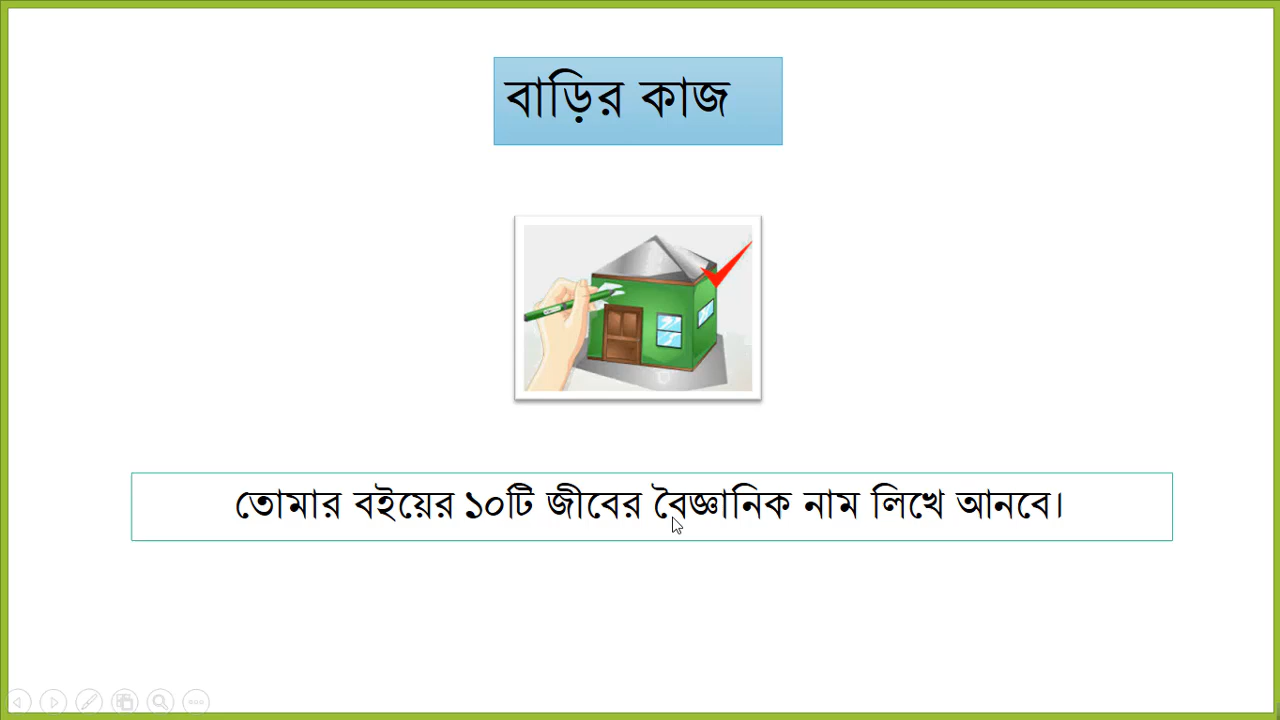 বাড়ির কাজ
তোমার বইয়ের ১০টি জীবের বৈজ্ঞানিক নাম লিখে আনবে।